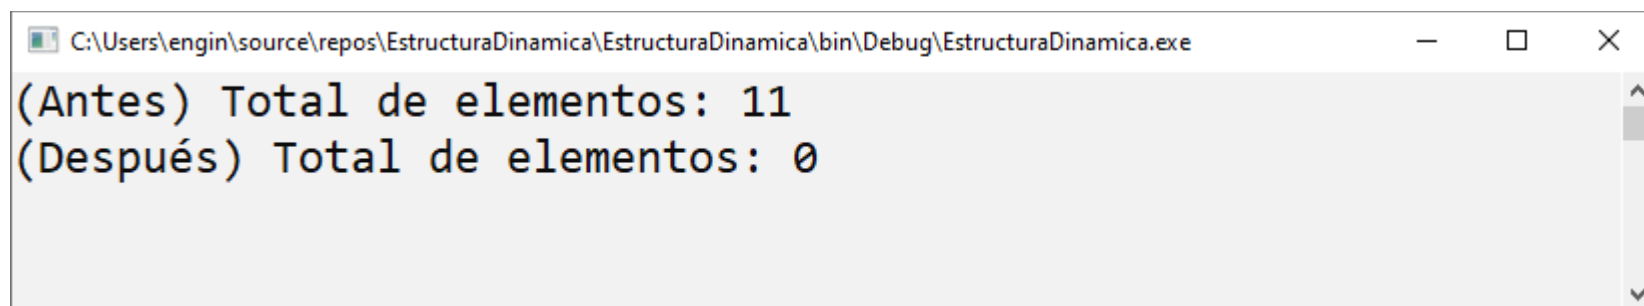 C:\Users\engin\source\repos\EstructuraDinamica\EstructuraDinamica\bin\Debug\EstructuraDinamica.exe
(Antes) Total de elementos: 11
(Después) Total de elementos: 0